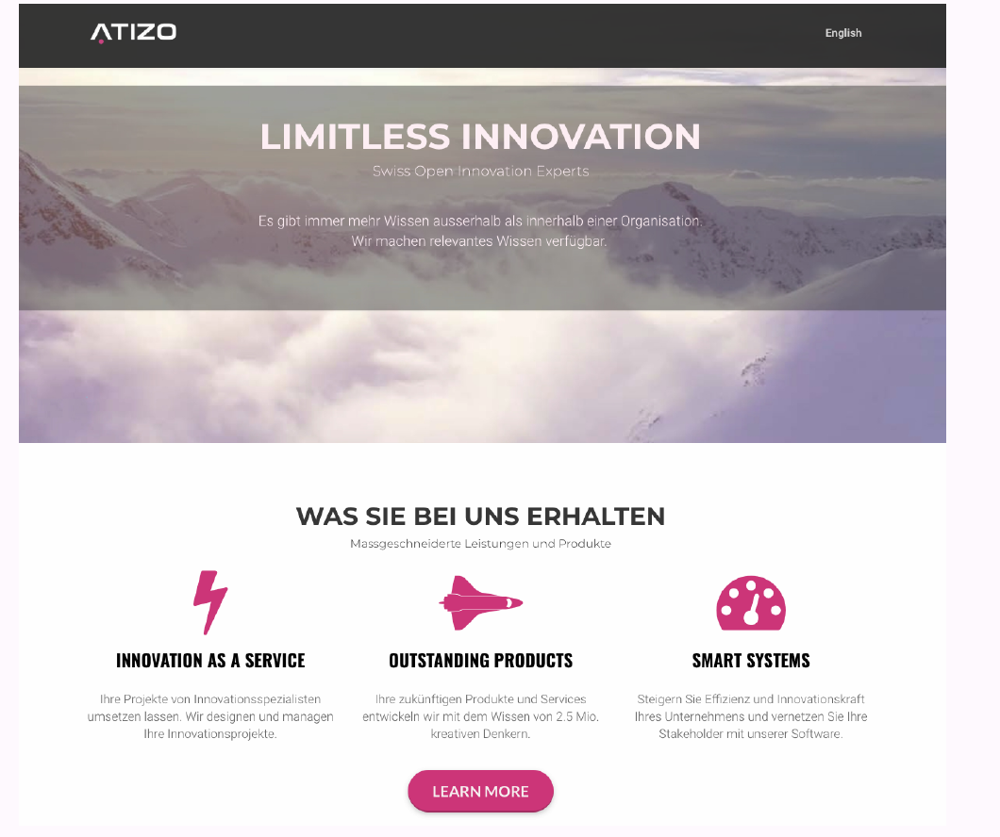 ATIZO
English
LIMITLESS INNOVATION
Swiss Open Innovation Experts
Es gibt immer mehr Wissen ausserhalb als innerhalb einer Organisation.
Wir machen relevantes Wissen verfügbar.
WAS SIE BEI UNS ERHALTEN
Massgeschneiderte Leistungen und Produkte
INNOVATION AS A SERVICE
Ihre Projekte von Innovationsspezialisten
umsetzen lassen. Wir designen und managen
Ihre Innovationsprojekte.
OUTSTANDING PRODUCTS
Ihre zukünftigen Produkte und Services
entwickeln wir mit dem Wissen von 2.5 Mio.
kreativen Denkern.
SMART SYSTEMS
Steigern Sie Effizienz und Innovationskraft
Ihres Unternehmens und vernetzen Sie Ihre
Stakeholder mit unserer Software.
LEARN MORE